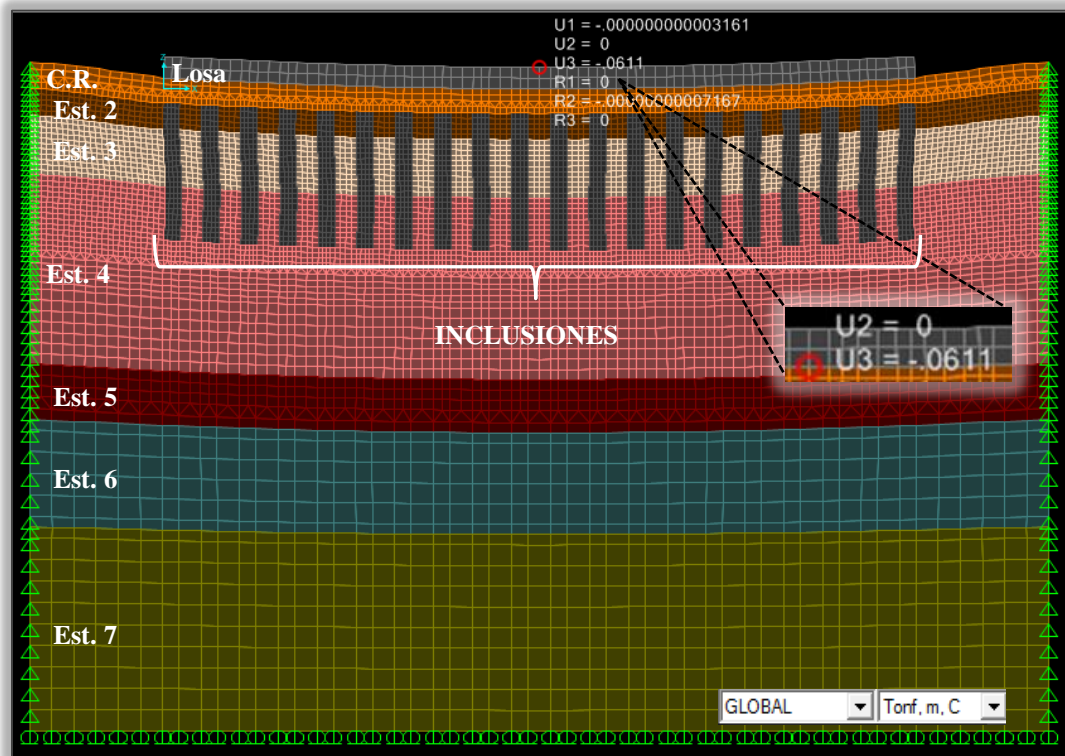 U1 = -.000000000003161
U2 = 0
U3 = -.0611
R1 = 0
R2 = -.00000000007167
R3 = 0
Losa
C.R.
Est. 2
Est. 3
Est. 4
INCLUSIONES
U2 = 0
U3 = -.0611
Est. 5
Est. 6
Est. 7
GLOBAL
Tonf, m, C